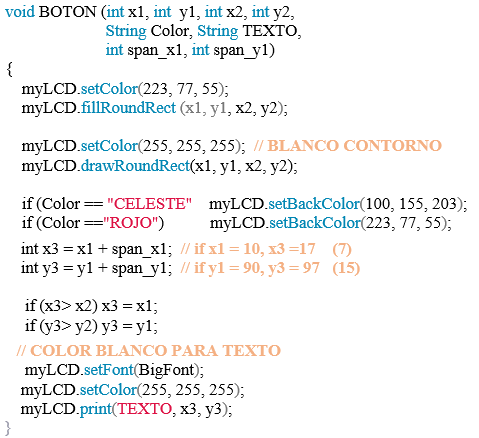 void BOTON (int x1, int y1, int x2, int y2,
String Color, String TEXTO,
int span_x1, int span_y1)
{
myLCD.setColor(223, 77, 55);
myLCD.fillRoundRect (x1, y1, x2, y2);
myLCD.setColor(255, 255, 255); // BLANCO CONTORNO
myLCD.drawRoundRect(x1, y1, x2, y2);
if (Color == "CELESTE" myLCD.setBackColor(100, 155, 203);
if (Color =="ROJO") myLCD.setBackColor(223, 77, 55);
int x3 = x1 + span_x1; // if x1 = 10, x3 =17 (7)
int y3 = y1 + span_y1; // if y1 = 90, y3 = 97 (15)
if (x3> x2) x3 = x1;
if (y3> y2) y3 = y1;
// COLOR BLANCO PARA TEXTO
myLCD.setFont(BigFont);
myLCD.setColor(255, 255, 255);
myLCD.print(TEXTO, x3, y3);
}